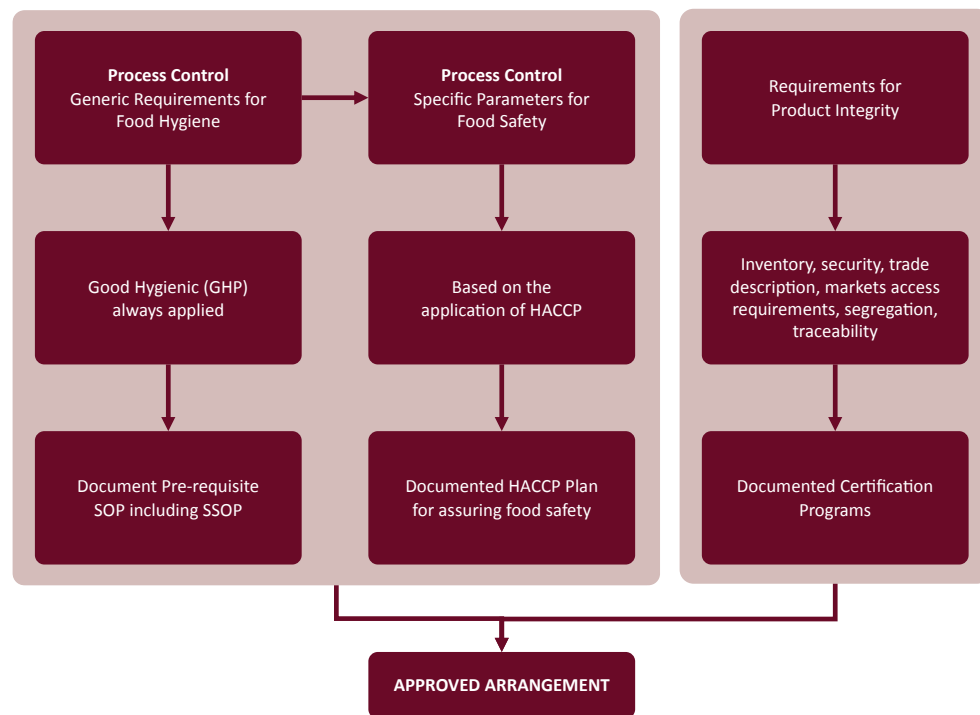 Process Control
Generic Requirements for
Food Hygiene
Process Control
Specific Parameters for
Food Safety
Requirements for
Product Integrity
Good Hygienic (GHP)
always applied
Based on the
application of HACCP
Inventory, security, trade
description, markets access
requirements, segregation,
traceability
Document Pre-requisite
SOP including SSOP
Documented HACCP Plan
for assuring food safety
Documented Certification
Programs
APPROVED ARRANGEMENT